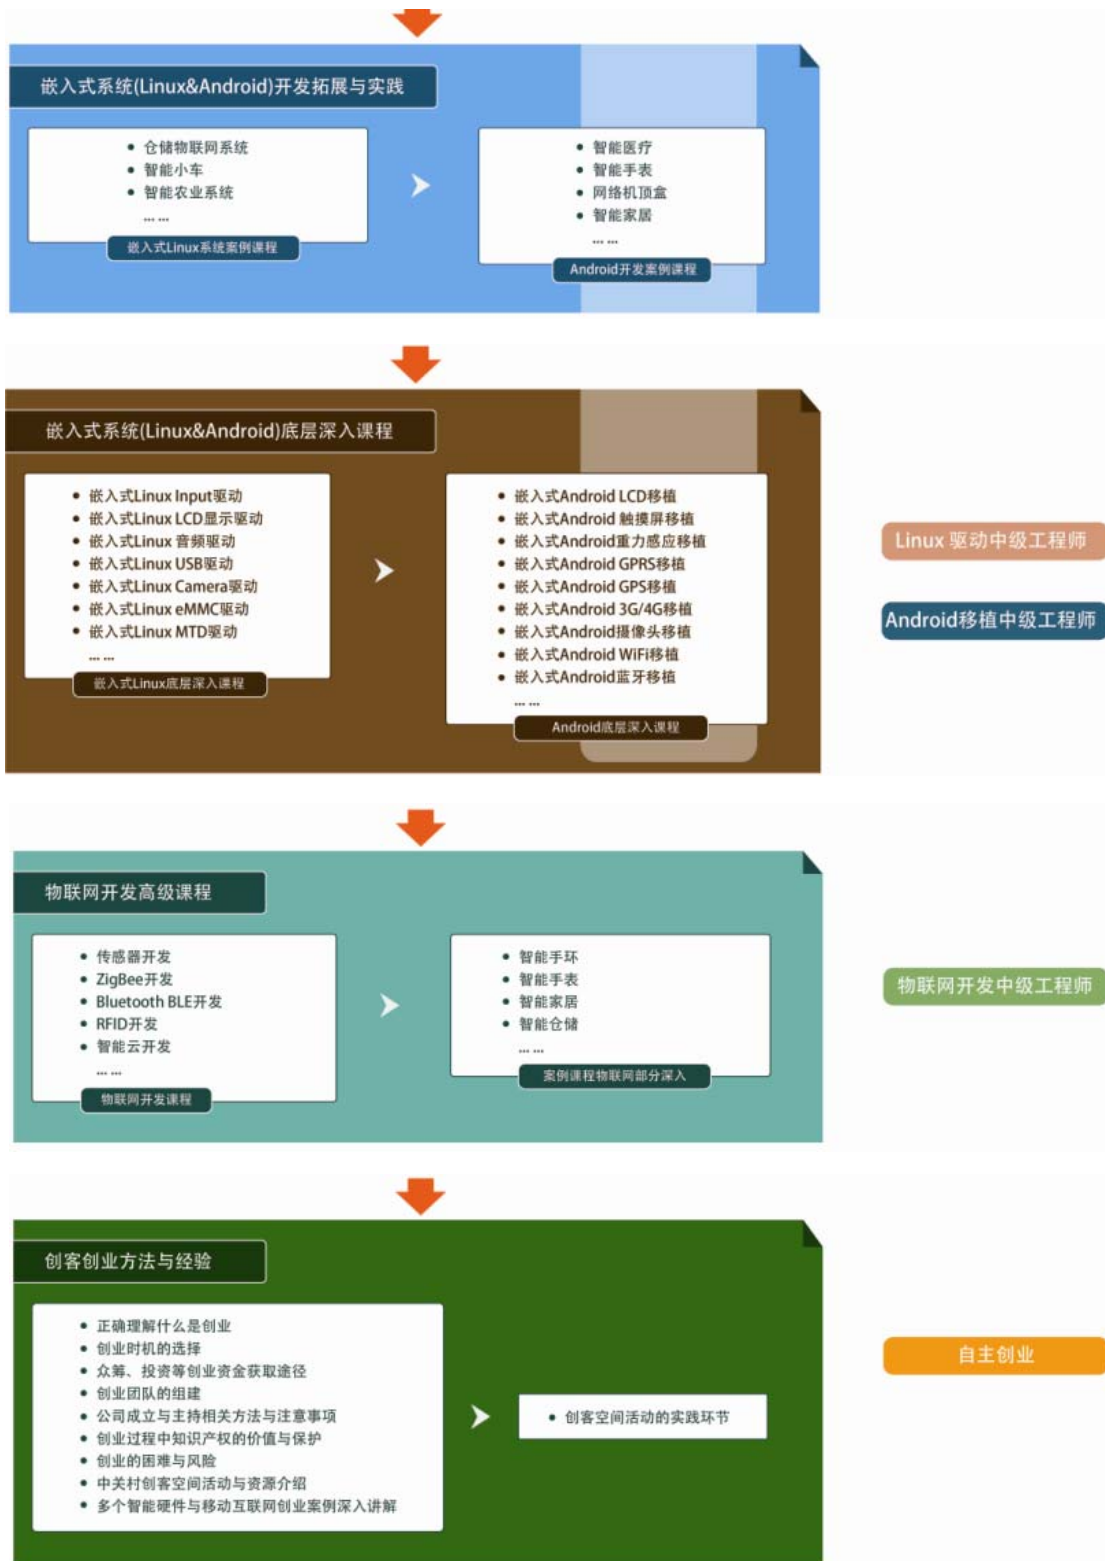 嵌入式系统(Linux&Android)开发拓展与实践
• 仓储物联网系统
• 智能小车
• 智能农业系统
... ...
嵌入式Linux系统案例课程
• 智能医疗
• 智能手表
• 网络机顶盒
• 智能家居
... ...
Android开发案例课程
嵌入式系统(Linux&Android)底层深入课程
• 嵌入式Linux Input驱动
• 嵌入式Linux LCD显示驱动
• 嵌入式Linux 音频驱动
• 嵌入式Linux USB驱动
• 嵌入式Linux Camera驱动
• 嵌入式Linux eMMC驱动
• 嵌入式Linux MTD驱动
... ...
嵌入式Linux底层深入课程
• 嵌入式Android LCD移植
• 嵌入式Android 触摸屏移植
• 嵌入式Android重力感应移植
• 嵌入式Android GPRS移植
• 嵌入式Android GPS移植
• 嵌入式Android 3G/4G移植
• 嵌入式Android摄像头移植
• 嵌入式Android WiFi移植
• 嵌入式Android蓝牙移植
... ...
Android底层深入课程
Linux 驱动中级工程师
Android移植中级工程师
物联网开发高级课程
• 传感器开发
• ZigBee开发
• Bluetooth BLE开发
• RFID开发
• 智能云开发
... ...
物联网开发课程
• 智能手环
• 智能手表
• 智能家居
• 智能仓储
... ...
案例课程物联网部分深入
物联网开发中级工程师
创客创业方法与经验
• 正确理解什么是创业
• 创业时机的选择
• 众筹、投资等创业资金获取途径
• 创业团队的组建
• 公司成立与主持相关方法与注意事项
• 创业过程中知识产权的价值与保护
• 创业的困难与风险
• 中关村创客空间活动与资源介绍
• 多个智能硬件与移动互联网创业案例深入讲解
• 创客空间活动的实践环节
自主创业